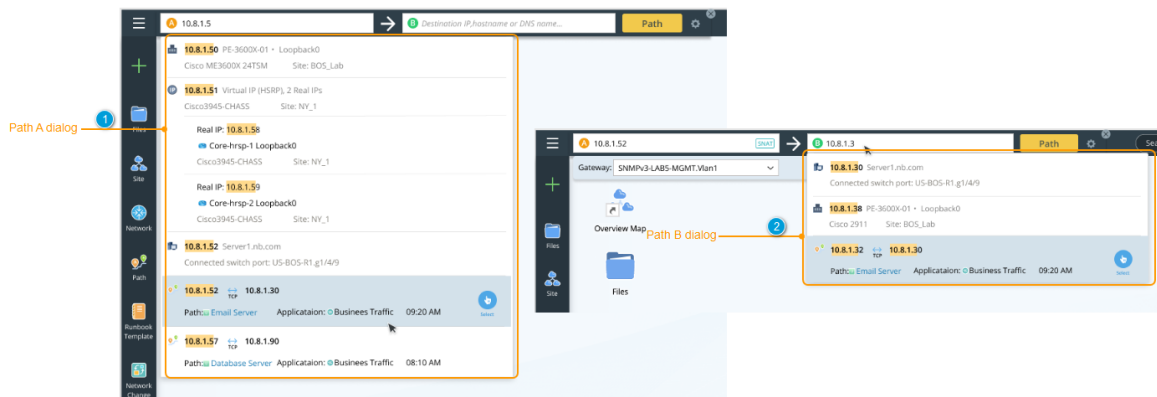 A 10.8.1.5
B Destination IP,hostname or DNS name...
Path
10.8.1.50 PE-3600X-01 • Loopback0
Cisco ME3600X 24T5M Site: BOS_Lab
IP 10.8.1.51 Virtual IP (HSRP), 2 Real IPs
Cisco3945-CHASS Site: NY_1
Real IP: 10.8.1.58
Core-hrsp-1 Loopback0
Cisco3945-CHASS Site: NY_1
Real IP: 10.8.1.59
Core-hrsp-2 Loopback0
Cisco3945-CHASS Site: NY_1
10.8.1.52 Server1.nb.com
Connected switch port: US-BOS-R1.g1/4/9
10.8.1.52 TCP 10.8.1.30
Path: Email Server Applicataion: Businees Traffic 09:20 AM
Select
10.8.1.57 TCP 10.8.1.90
Path: Database Server Applicataion: Businees Traffic 08:10 AM
Files
Site
Network
Path
Runbook
Template
Network
Change
1
Path A dialog
A 10.8.1.52
SNAT
B 10.8.1.3
Path
Sea
Gateway: SNMPv3-LAB5-MGMT.Vlan1
Overview Map
Files
Files
Site
2
Path B dialog
10.8.1.30 Server1.nb.com
Connected switch port: US-BOS-R1.g1/4/9
10.8.1.38 PE-3600X-01 • Loopback0
Cisco 2911 Site: BOS_Lab
10.8.1.32 TCP 10.8.1.30
Path: Email Server Applicataion: Business Traffic 09:20 AM
Select